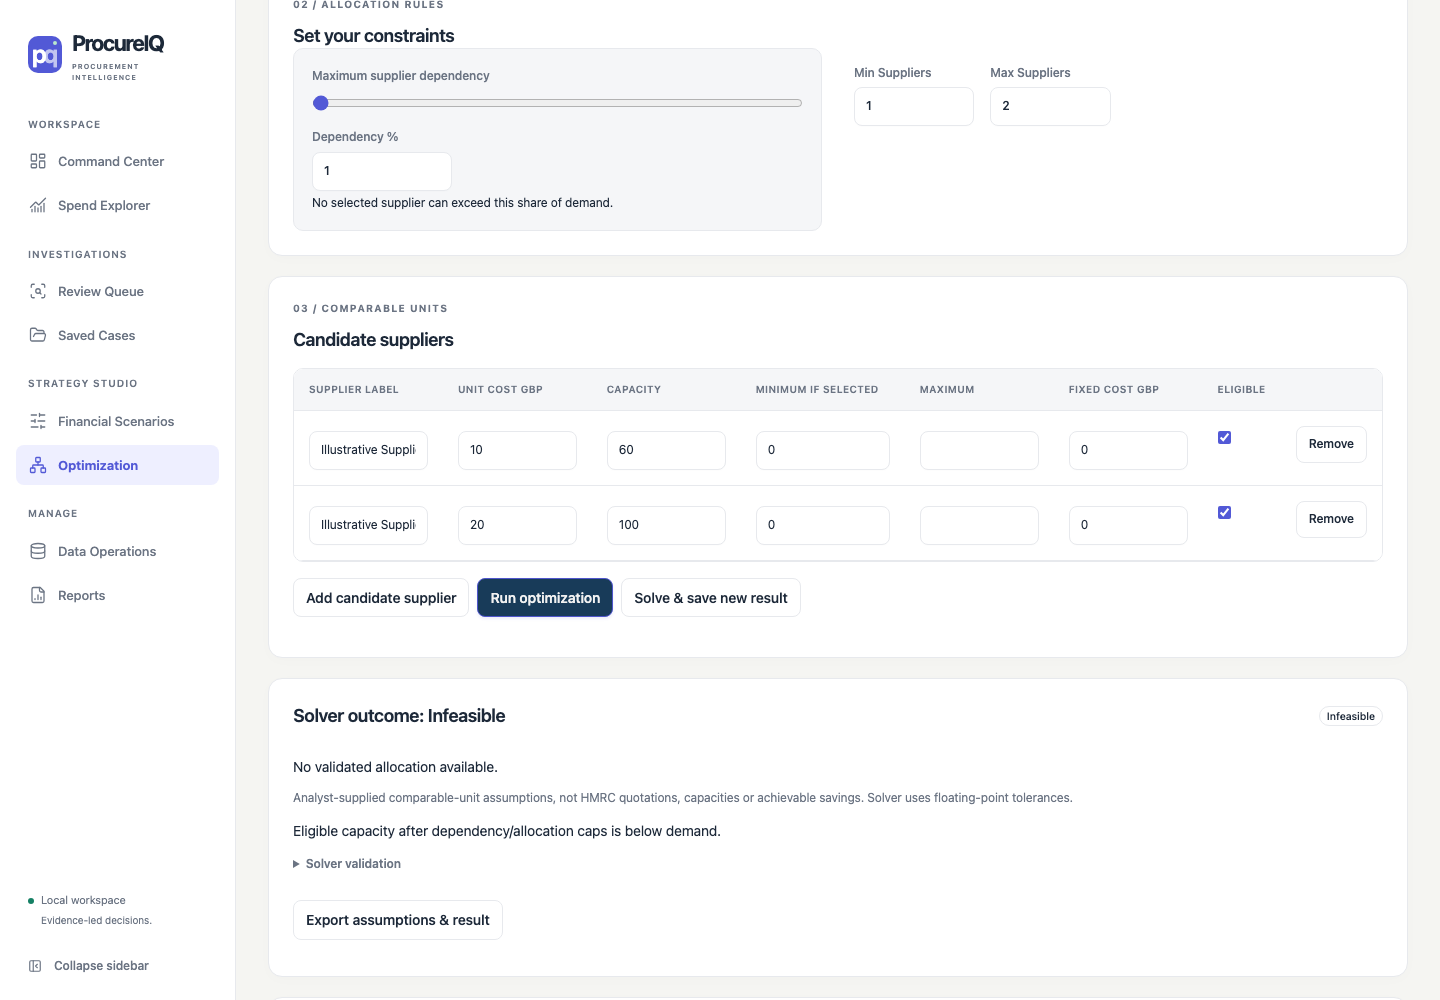 ProcureIQ
PROCUREMENT
INTELLIGENCE
WORKSPACE
Command Center
Spend Explorer
INVESTIGATIONS
Review Queue
Saved Cases
STRATEGY STUDIO
Financial Scenarios
Optimization
MANAGE
Data Operations
Reports
Local workspace
Evidence-led decisions.
Collapse sidebar
02 / ALLOCATION RULES
Set your constraints
Maximum supplier dependency
Dependency %
1
No selected supplier can exceed this share of demand.
Min Suppliers Max Suppliers
1 2
03 / COMPARABLE UNITS
Candidate suppliers
SUPPLIER LABEL UNIT COST GBP CAPACITY MINIMUM IF SELECTED MAXIMUM FIXED COST GBP ELIGIBLE
Illustrative Suppli 10 60 0 0 Remove
Illustrative Suppli 20 100 0 0 Remove
Add candidate supplier Run optimization Solve & save new result
Solver outcome: Infeasible Infeasible
No validated allocation available.
Analyst-supplied comparable-unit assumptions, not HMRC quotations, capacities or achievable savings. Solver uses floating-point tolerances.
Eligible capacity after dependency/allocation caps is below demand.
Solver validation
Export assumptions & result